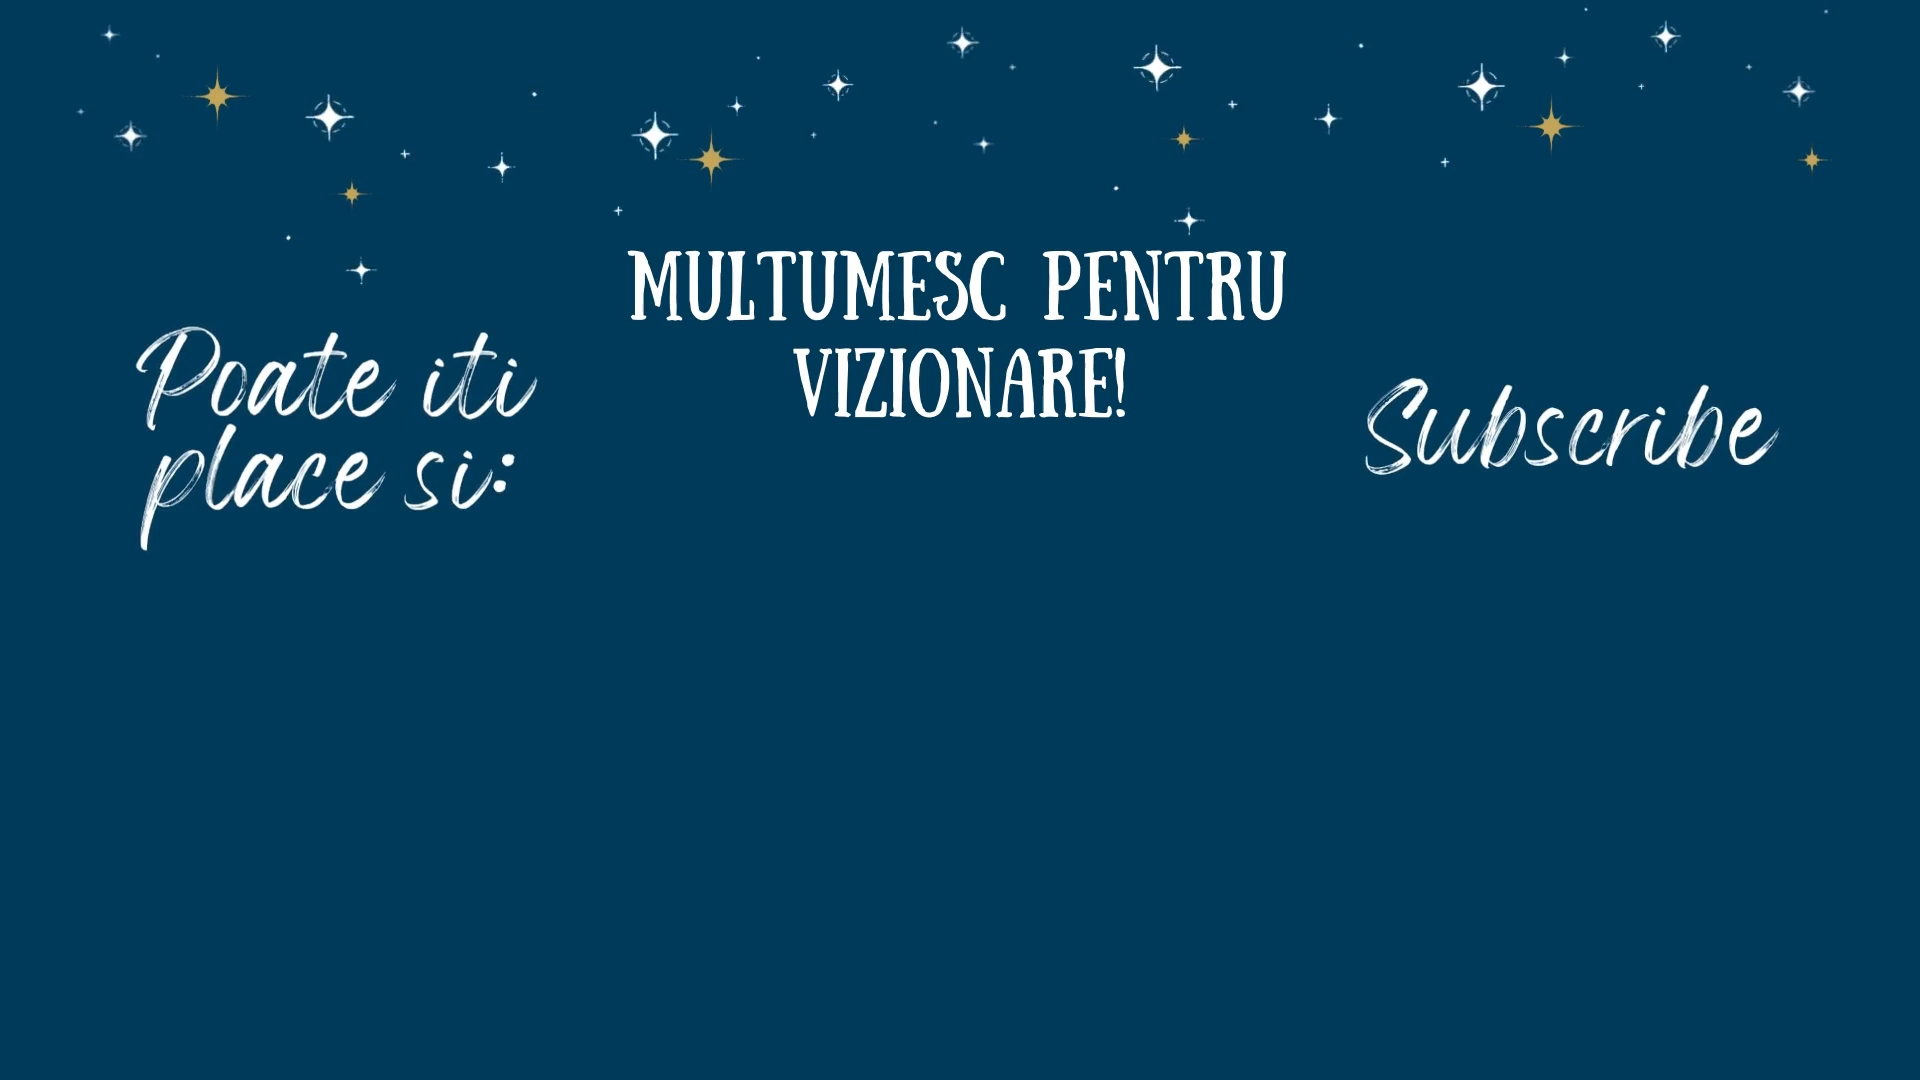 MULTUMESC PENTRU
VIZIONARE!
Poate iti
place si:
Subscribe